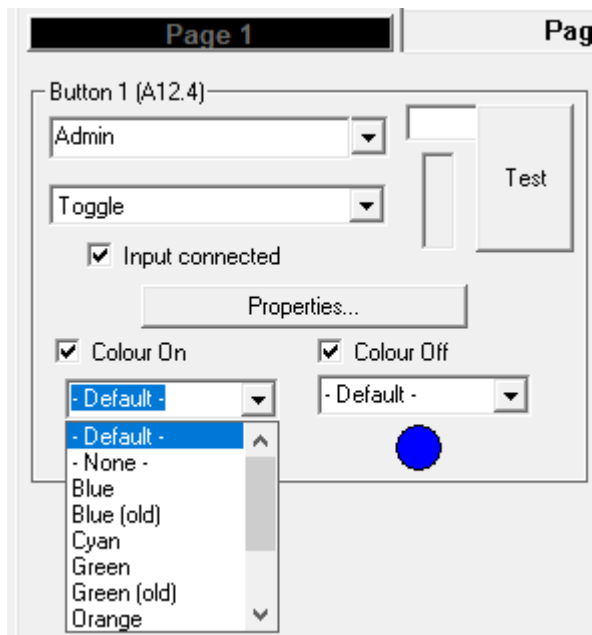 Page 1
Pag
Button 1 (A12.4)
Admin
Test
Toggle
Input connected
Properties...
Colour On
Colour Off
- Default -
- Default -
- Default -
- None -
Blue
Blue (old)
Cyan
Green
Green (old)
Orange